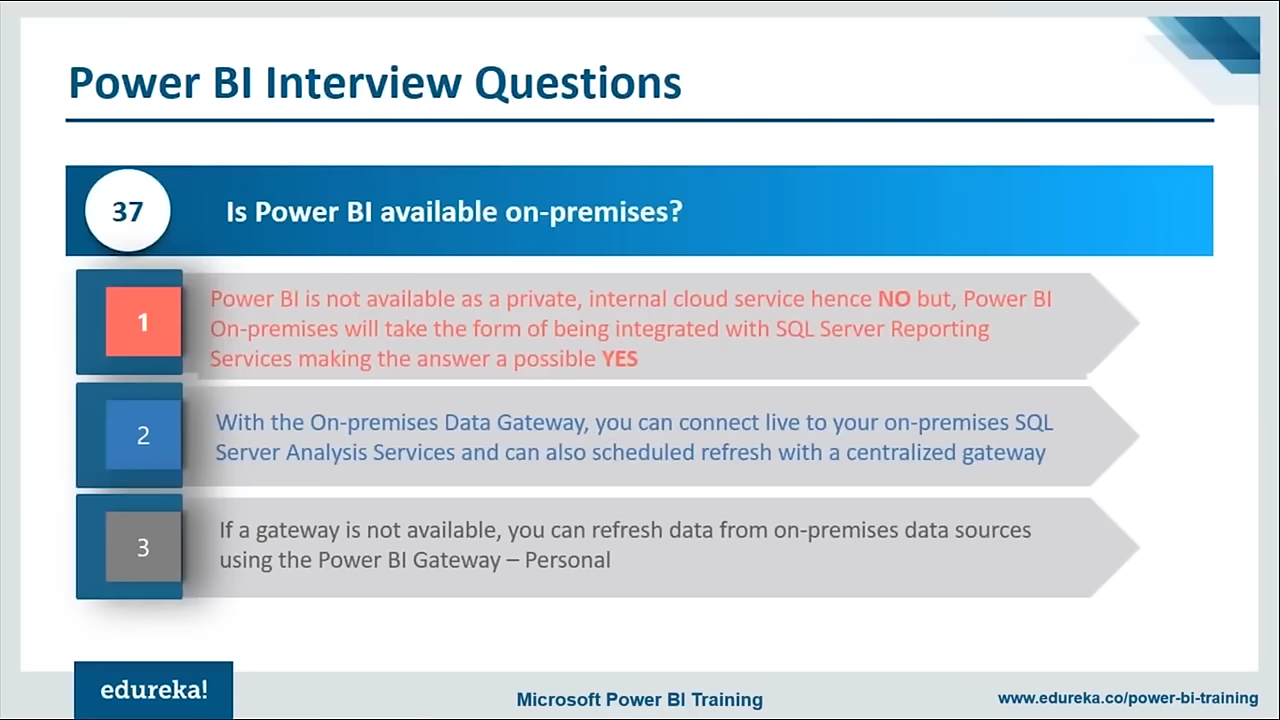 Power BI Interview Questions
37
Is Power BI available on-premises?
1
Power BI is not available as a private, internal cloud service hence NO but, Power BI
On-premises will take the form of being integrated with SQL Server Reporting
Services making the answer a possible YES
2
With the On-premises Data Gateway, you can connect live to your on-premises SQL
Server Analysis Services and can also scheduled refresh with a centralized gateway
3
If a gateway is not available, you can refresh data from on-premises data sources
using the Power BI Gateway – Personal
edureka!
Microsoft Power BI Training
www.edureka.co/power-bi-training